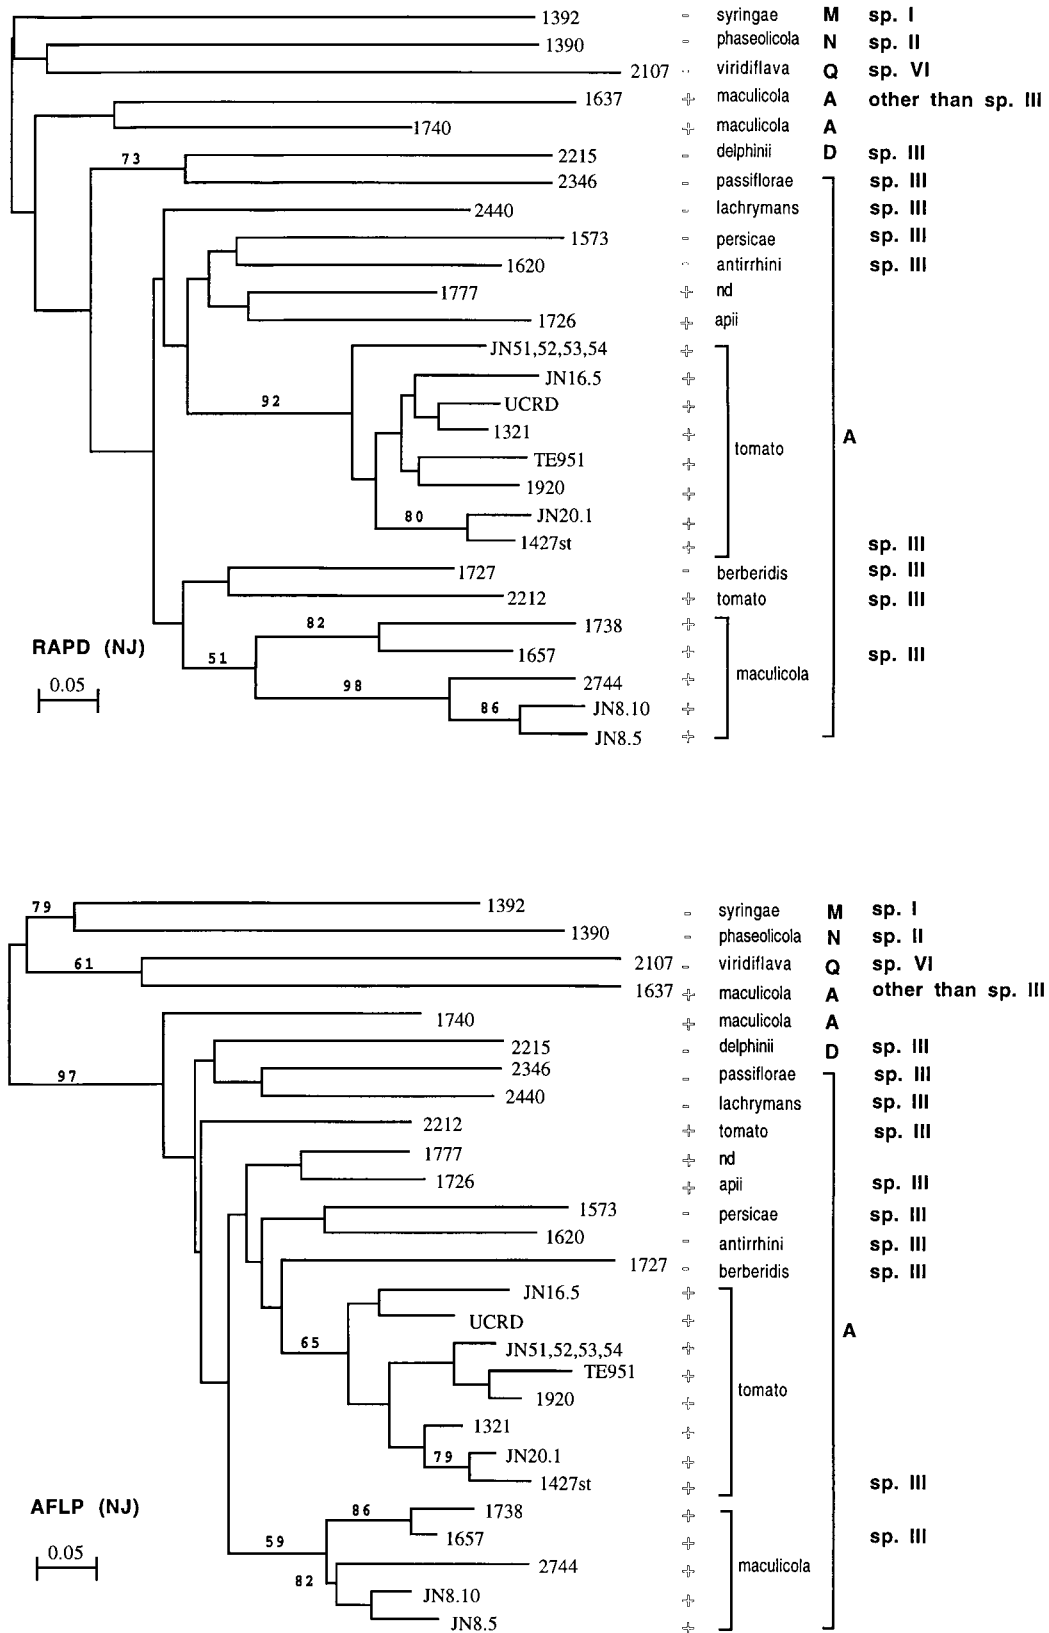 1392 - syringae M sp. I
1390 - phaseolicola N sp. II
2107 - viridiflava Q sp. VI
1637 + maculicola A other than sp. III
1740 + maculicola A
73 2215 - delphinii D sp. III
2346 - passiflorae sp. III
2440 - lachrymans sp. III
1573 - persicae sp. III
1620 - antirrhini sp. III
1777 + nd
1726 + apii
JN51,52,53,54 +
JN16.5 +
92 UCRD +
1321 + A
TE951 + tomato
1920 +
80 JN20.1 +
1427st + sp. III
1727 - berberidis sp. III
2212 + tomato sp. III
82 1738 +
RAPD (NJ) 51 1657 + sp. III
0.05 98 2744 + maculicola
86 JN8.10 +
JN8.5 +
79 1392 - syringae M sp. I
1390 - phaseolicola N sp. II
61 2107 - viridiflava Q sp. VI
1637 + maculicola A other than sp. III
1740 + maculicola A
2215 - delphinii D sp. III
97 2346 - passiflorae sp. III
2440 - lachrymans sp. III
2212 + tomato sp. III
1777 + nd
1726 + apii sp. III
1573 - persicae sp. III
1620 - antirrhini sp. III
1727 - berberidis sp. III
JN16.5 +
UCRD + A
65 JN51,52,53,54 +
TE951 + tomato
1920 +
1321 +
79 JN20.1 +
1427st + sp. III
AFLP (NJ) 86 1738 +
59 1657 + sp. III
0.05 2744 + maculicola
82 JN8.10 +
JN8.5 +